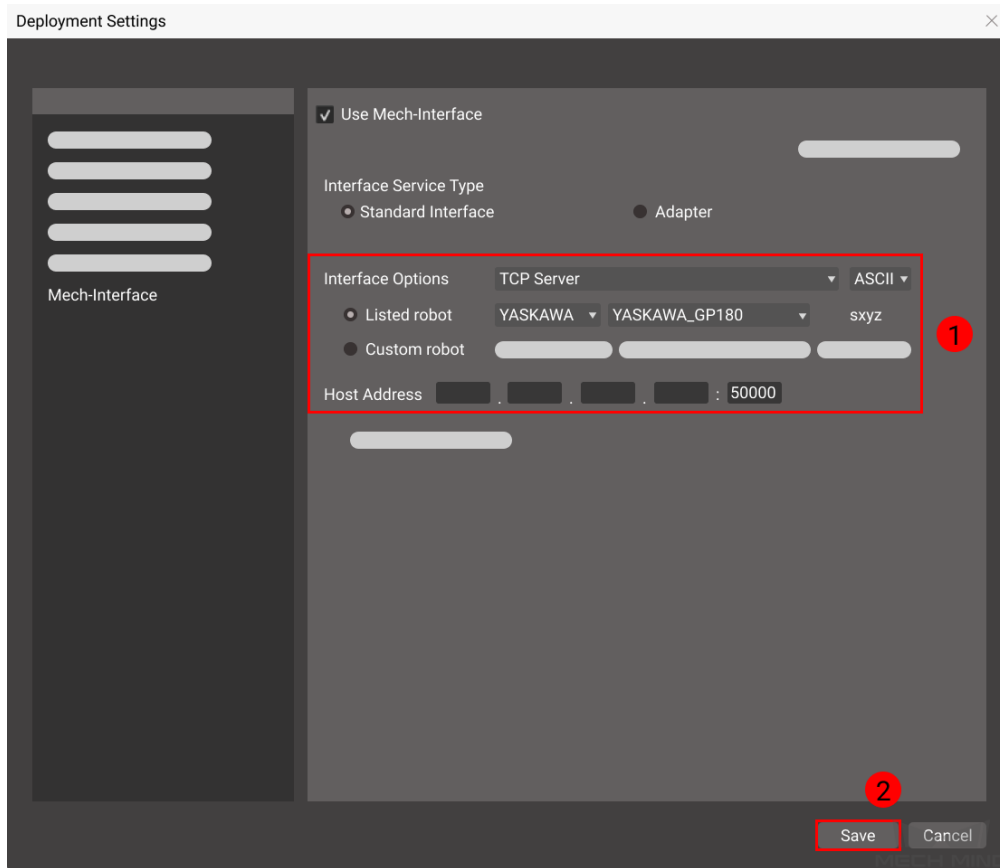 Deployment Settings
Use Mech-Interface
Interface Service Type
Standard Interface Adapter
Interface Options TCP Server ASCII
Listed robot YASKAWA YASKAWA_GP180 sxyz
Custom robot
Host Address . . . : 50000
Mech-Interface
1
2
Save Cancel